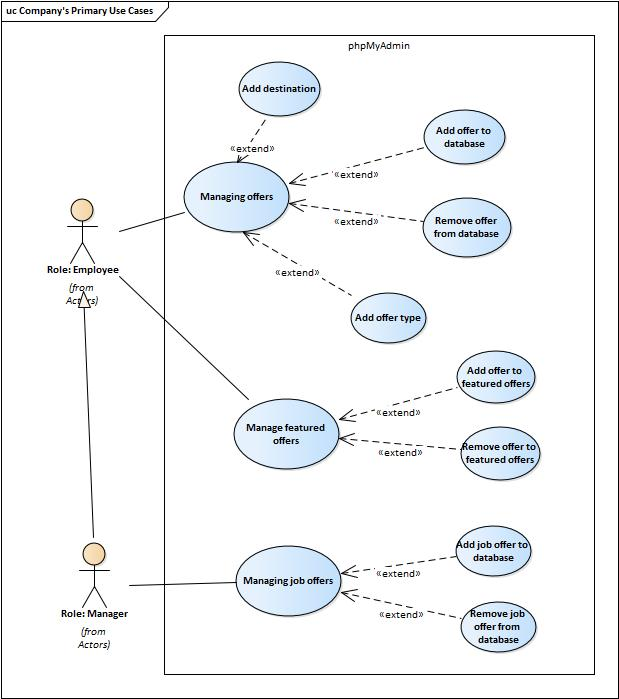 uc Company's Primary Use Cases
phpMyAdmin
Add destination
«extend»
Add offer to
database
«extend»
Managing offers
Remove offer
from database
«extend»
Role: Employee
(from
Actors)
«extend»
Add offer type
Add offer to
featured offers
«extend»
Manage featured
offers
Remove offer to
featured offers
«extend»
Add job offer to
database
«extend»
Managing job offers
Role: Manager
(from
Actors)
«extend»
Remove job
offer from
database